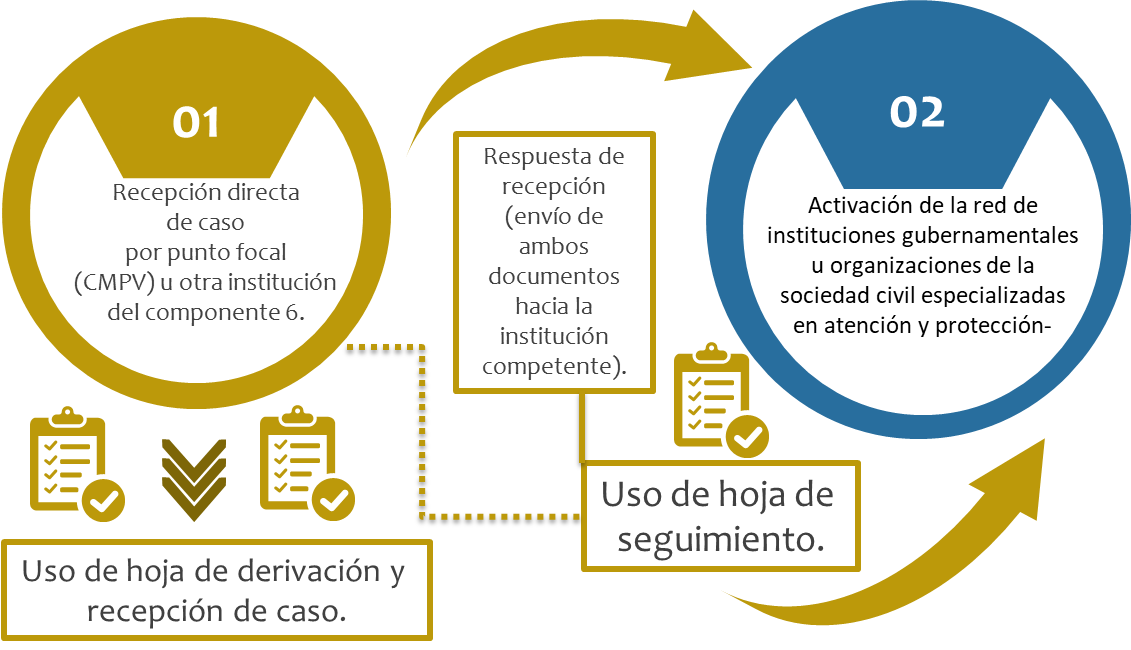 01
Recepción directa
de caso
por punto focal
(CMPV) u otra institución
del componente 6.
Uso de hoja de derivación y
recepción de caso.
Respuesta de
recepción
(envío de
ambos
documentos
hacia la
institución
competente).
Uso de hoja de
seguimiento.
02
Activación de la red de
instituciones gubernamentales
u organizaciones de la
sociedad civil especializadas
en atención y protección-